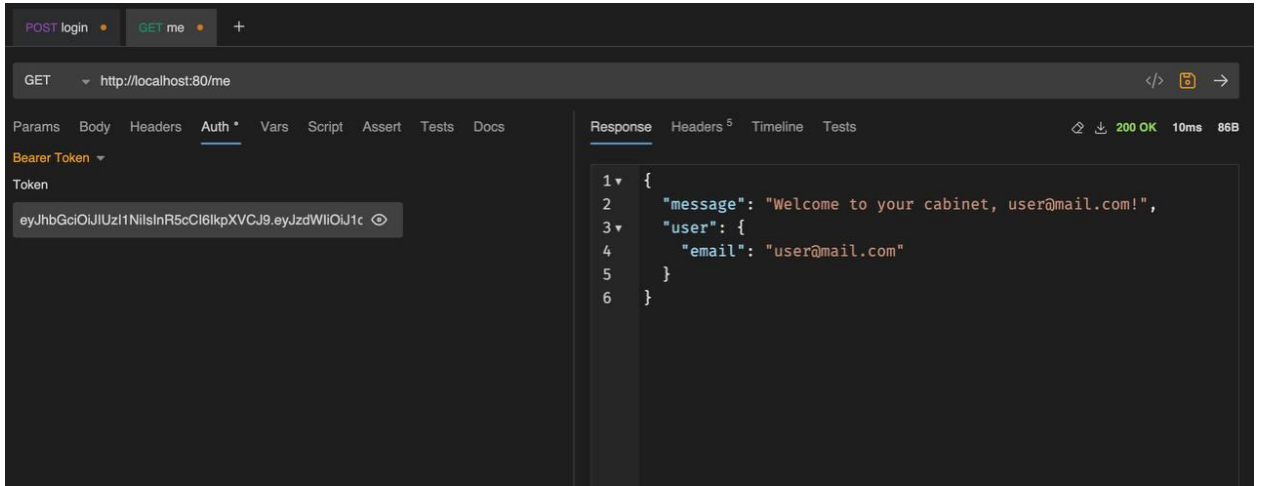 POST login GET me +
GET http://localhost:80/me </>
Params Body Headers Auth Vars Script Assert Tests Docs
Bearer Token
Token
Response Headers 5 Timeline Tests 200 OK 10ms 86B
1 {
2 "message": "Welcome to your cabinet, user@mail.com!",
3 "user": {
4 "email": "user@mail.com"
5 }
6 }